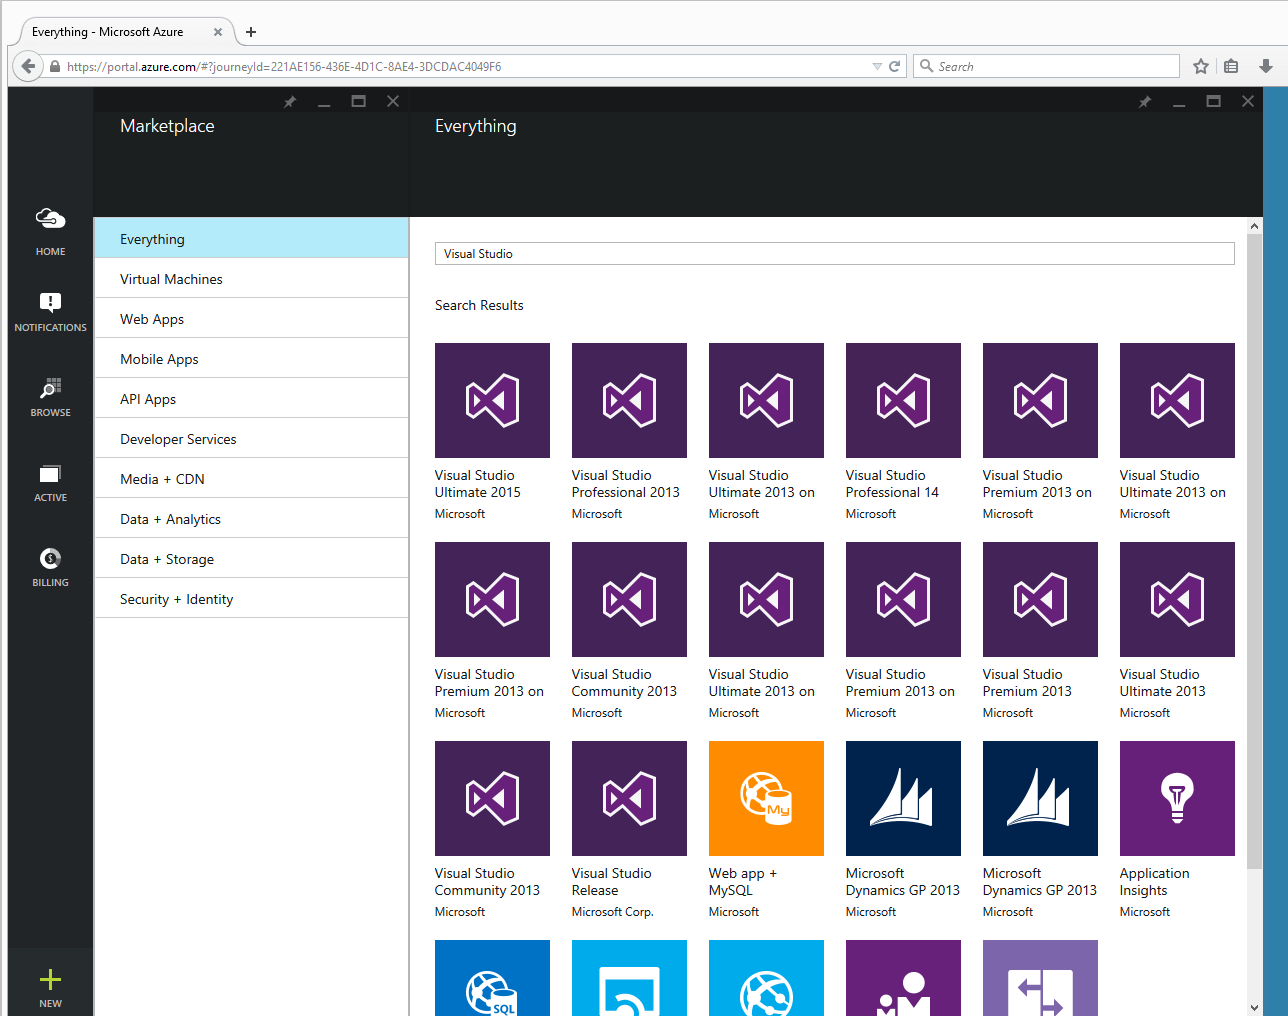 Everything - Microsoft Azure
https://portal.azure.com/#?journeyId=221AE156-436E-4D1C-8AE4-3DCDAC4049F6
Search
Marketplace
Everything
HOME
NOTIFICATIONS
BROWSE
ACTIVE
BILLING
NEW
Everything
Virtual Machines
Web Apps
Mobile Apps
API Apps
Developer Services
Media + CDN
Data + Analytics
Data + Storage
Security + Identity
Visual Studio
Search Results
Visual Studio
Ultimate 2015
Microsoft
Visual Studio
Professional 2013
Microsoft
Visual Studio
Ultimate 2013 on
Microsoft
Visual Studio
Professional 14
Microsoft
Visual Studio
Premium 2013 on
Microsoft
Visual Studio
Ultimate 2013 on
Microsoft
Visual Studio
Premium 2013 on
Microsoft
Visual Studio
Community 2013
Microsoft
Visual Studio
Ultimate 2013 on
Microsoft
Visual Studio
Premium 2013 on
Microsoft
Visual Studio
Premium 2013
Microsoft
Visual Studio
Ultimate 2013
Microsoft
Visual Studio
Community 2013
Microsoft
Visual Studio
Release
Microsoft Corp.
My
Web app +
MySQL
Microsoft
Microsoft
Dynamics GP 2013
Microsoft
Microsoft
Dynamics GP 2013
Microsoft
Application
Insights
Microsoft
SQL